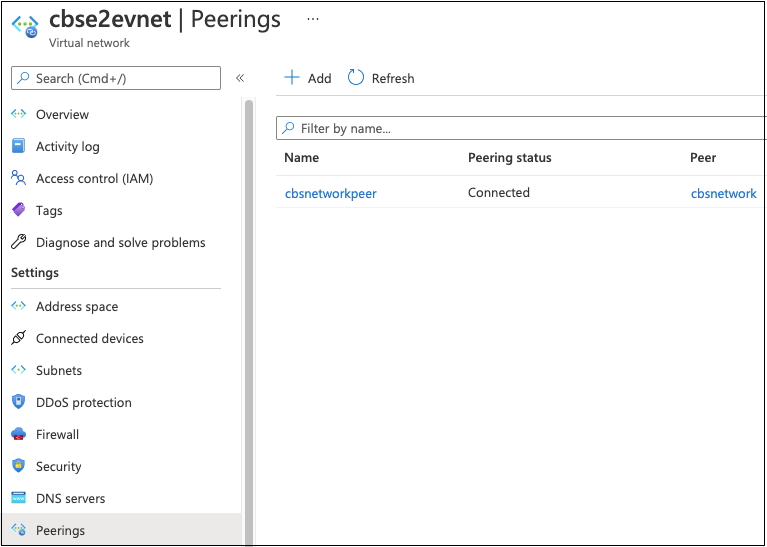 cbse2evnet | Peerings ...
Virtual network
Search (Cmd+/)
«
Add
Refresh
Overview
Activity log
Access control (IAM)
Tags
Diagnose and solve problems
Settings
Address space
Connected devices
Subnets
DDoS protection
Firewall
Security
DNS servers
Peerings
Filter by name...
Name Peering status Peer
cbsnetworkpeer Connected cbsnetwork